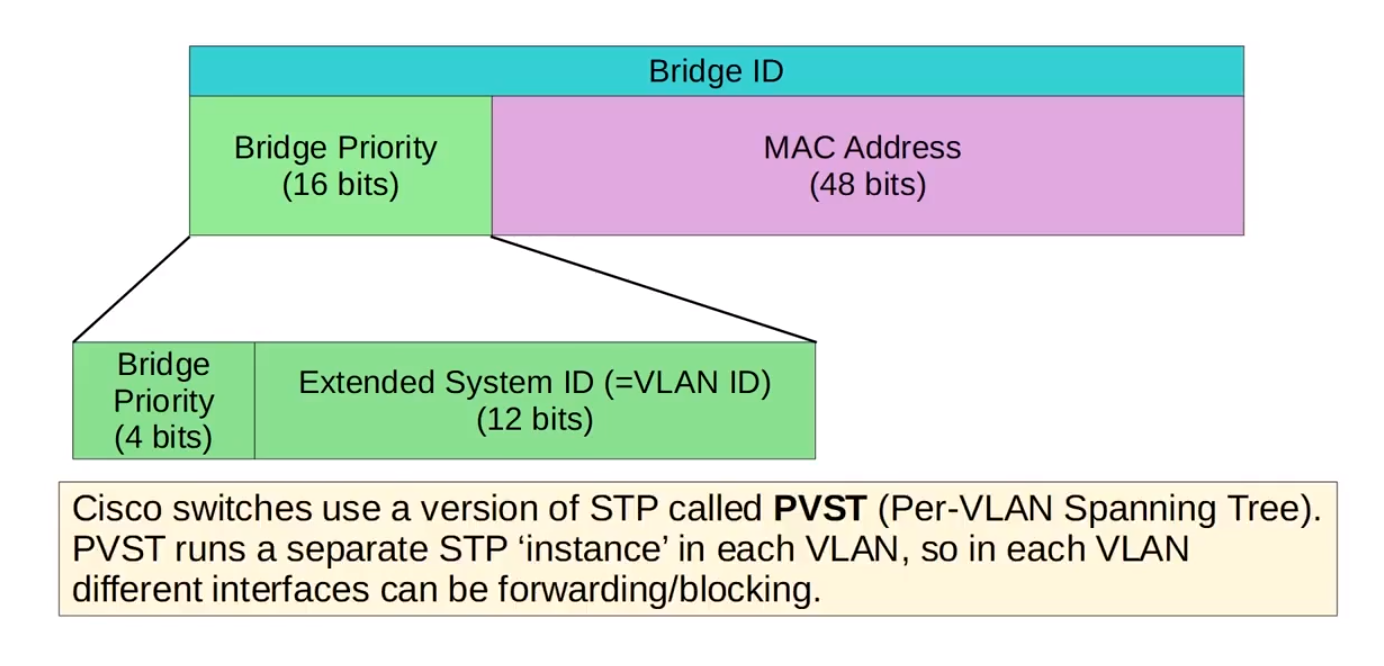 Bridge ID
Bridge Priority
(16 bits)
MAC Address
(48 bits)
Bridge
Priority
(4 bits)
Extended System ID (=VLAN ID)
(12 bits)
Cisco switches use a version of STP called PVST (Per-VLAN Spanning Tree).
PVST runs a separate STP ‘instance’ in each VLAN, so in each VLAN
different interfaces can be forwarding/blocking.